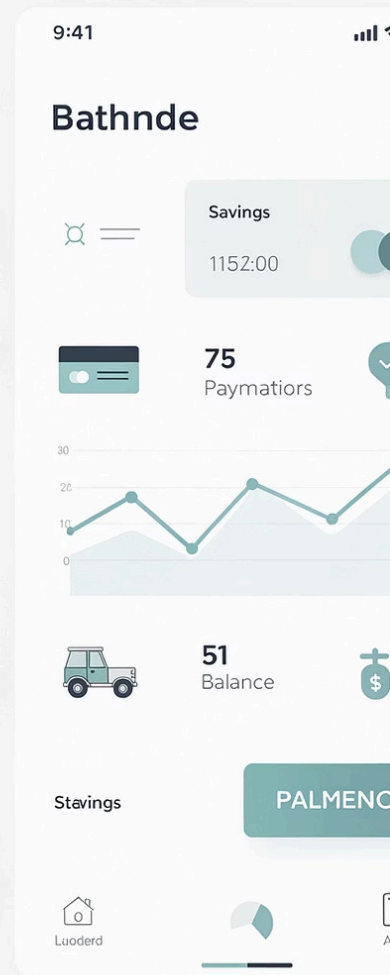 9:41
Bathnde
Savings
1152:00
75
Paymatiors
30
20
10
0
51
Balance
Stavings
PALMENC
Luoderd
A